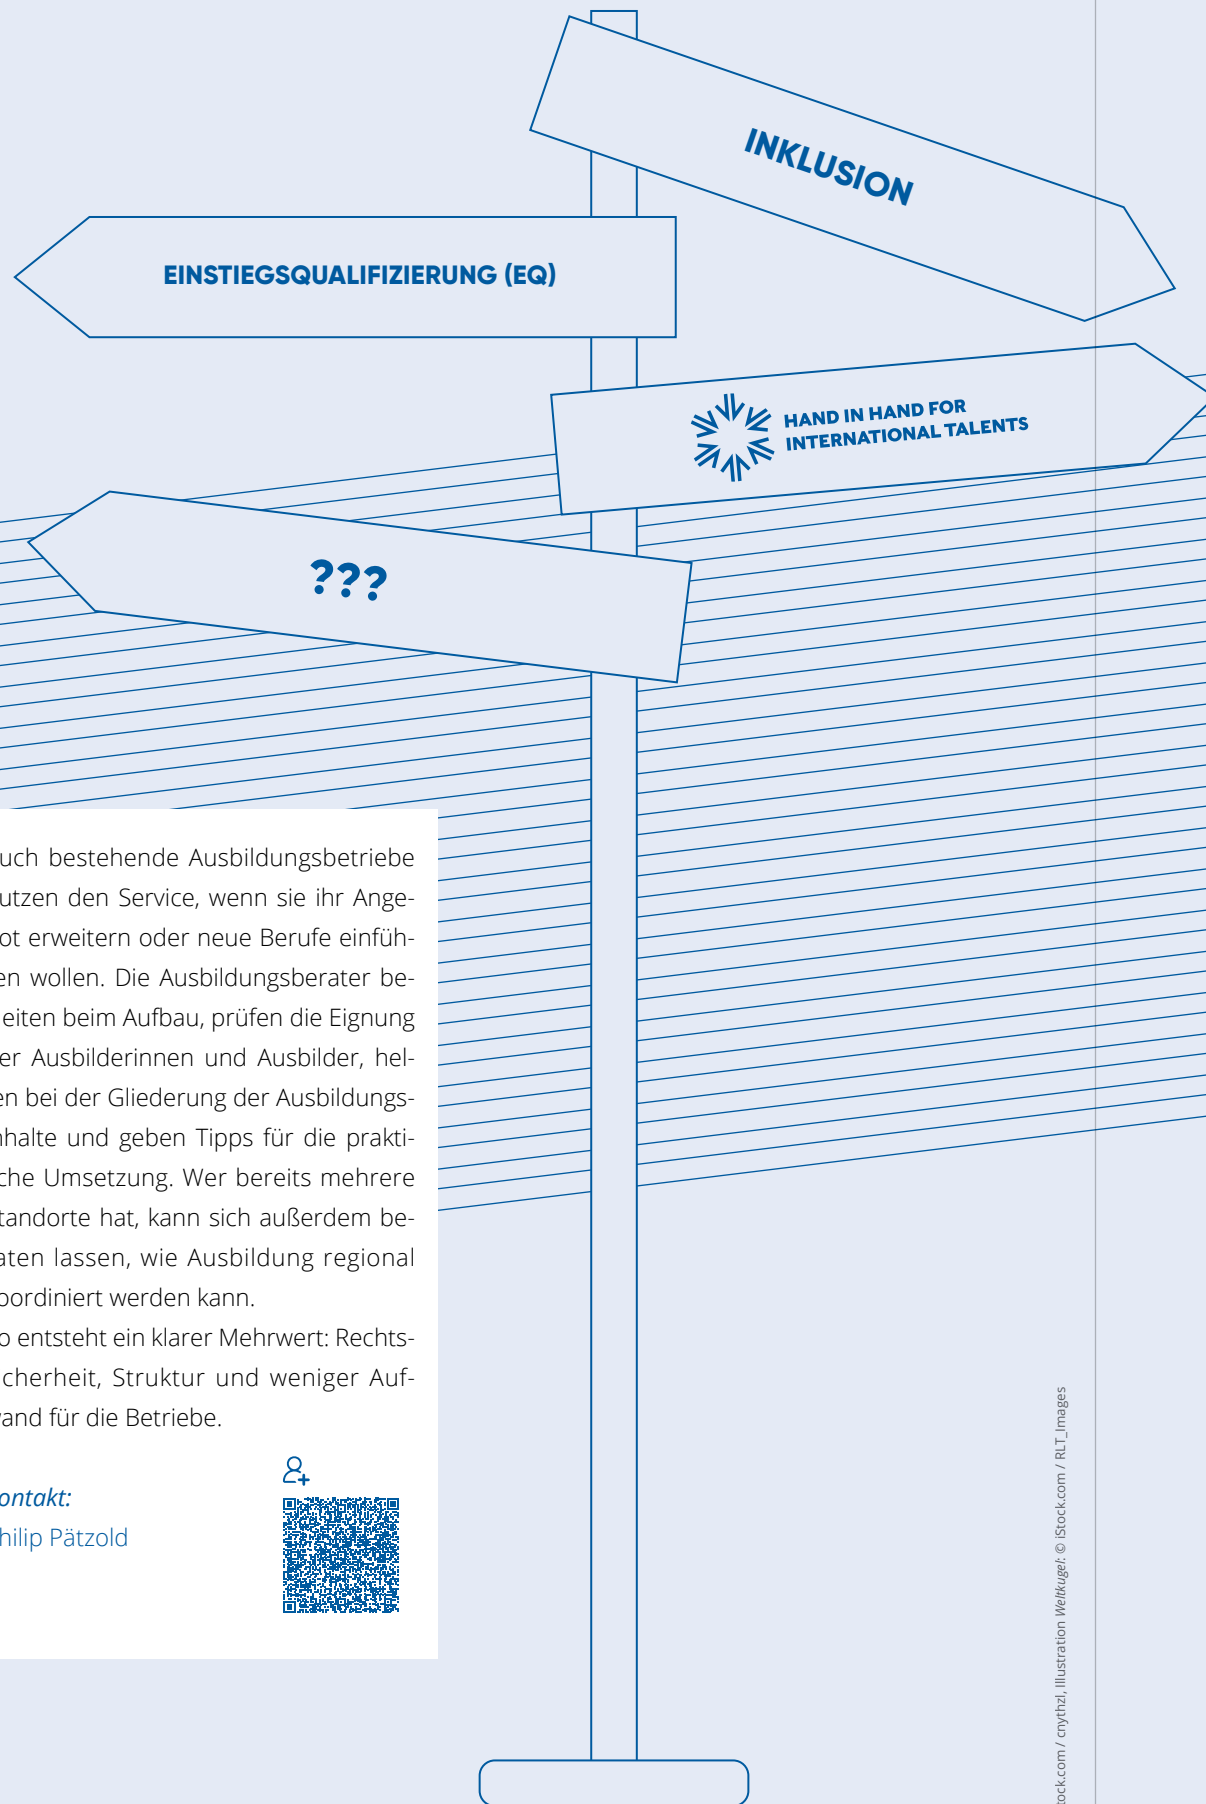 INKLUSION
EINSTIEGSQUALIFIZIERUNG (EQ)
HAND IN HAND FOR
INTERNATIONAL TALENTS
???
uch bestehende Ausbildungsbetriebe
utzen den Service, wenn sie ihr Ange-
ot erweitern oder neue Berufe einfüh-
en wollen. Die Ausbildungsberater be-
eiten beim Aufbau, prüfen die Eignung
er Ausbilderinnen und Ausbilder, hel-
en bei der Gliederung der Ausbildungs-
nhalte und geben Tipps für die prakti-
che Umsetzung. Wer bereits mehrere
tandorte hat, kann sich außerdem be-
aten lassen, wie Ausbildung regional
oordiniert werden kann.
o entsteht ein klarer Mehrwert: Rechts-
icherheit, Struktur und weniger Auf-
and für die Betriebe.
ontakt:
hilip Pätzold
tock.com / cnythzl, Illustration Weltkugel: © iStock.com / RLT_Images